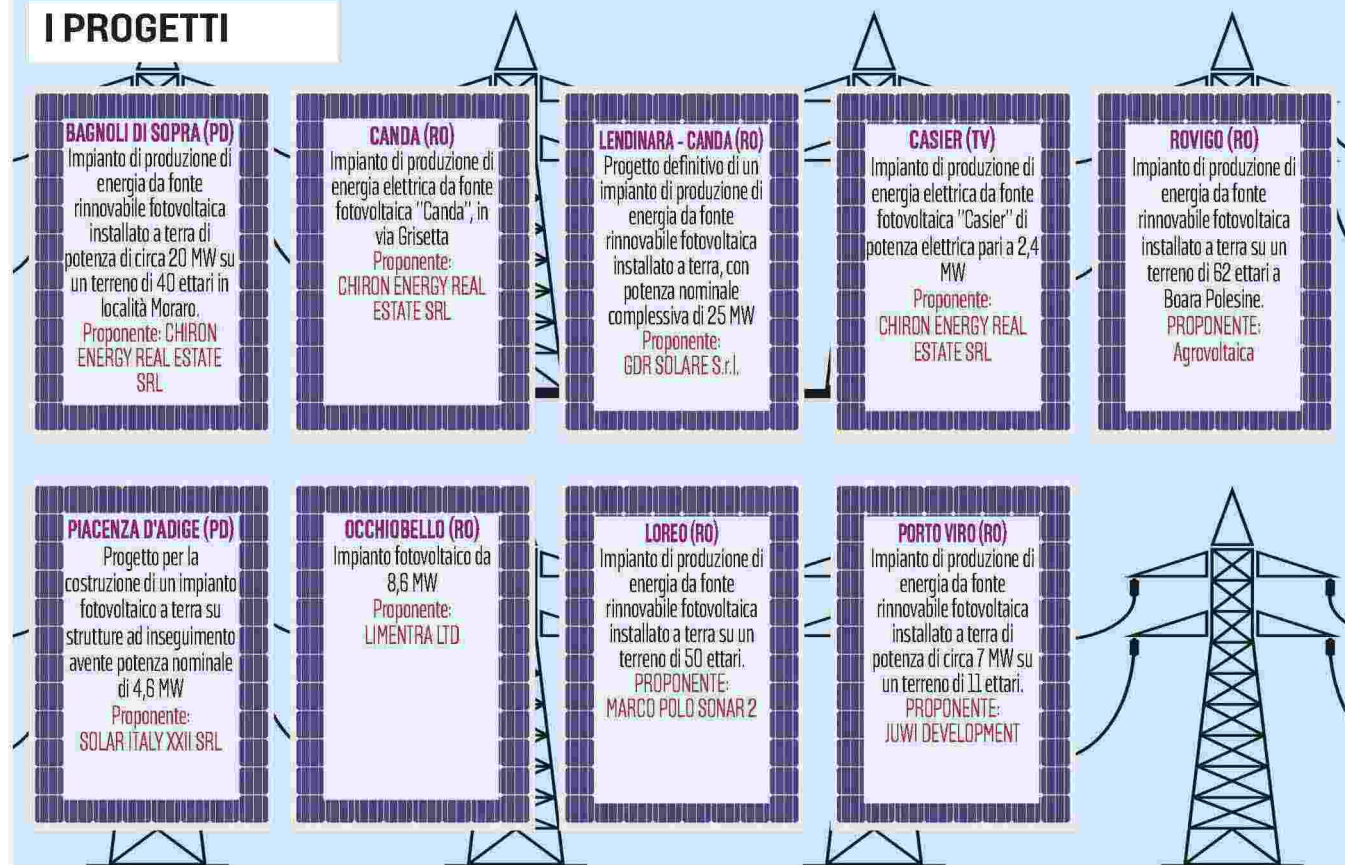 I PROGETTI
BAGNOLI DI SOPRA (PD)
Impianto di produzione di
energia da fonte
rinnovabile fotovoltaica
installato a terra di
potenza di circa 20 MW su
un terreno di 40 ettari in
località Moraro.
Proponente: CHIRON
ENERGY REAL ESTATE
SRL
CANDA (RO)
Impianto di produzione di
energia elettrica da fonte
fotovoltaica "Canda", in
via Grisetta
Proponente:
CHIRON ENERGY REAL
ESTATE SRL
LENDINARA - CANDA (RO)
Progetto definitivo di un
impianto di produzione di
energia da fonte
rinnovabile fotovoltaica
installato a terra, con
potenza nominale
complessiva di 25 MW
Proponente:
GDR SOLARE S.r.l.
CASIER (TV)
Impianto di produzione di
energia elettrica da fonte
fotovoltaica "Casier" di
potenza elettrica pari a 2,4
MW
Proponente:
CHIRON ENERGY REAL
ESTATE SRL
ROVIGO (RO)
Impianto di produzione di
energia da fonte
rinnovabile fotovoltaica
installato a terra su un
terreno di 62 ettari a
Boara Polesine.
PROPONENTE:
Agrovoltaica
PIACENZA D'ADIGE (PD)
Progetto per la
costruzione di un impianto
fotovoltaico a terra su
strutture ad inseguimento
avente potenza nominale
di 4,6 MW
Proponente:
SOLAR ITALY XXII SRL
OCCHIOBELLO (RO)
Impianto fotovoltaico da
8,6 MW
Proponente:
LIMENTRA LTD
LOREO (RO)
Impianto di produzione di
energia da fonte
rinnovabile fotovoltaica
installato a terra su un
terreno di 50 ettari.
PROPONENTE:
MARCO POLO SONAR 2
PORTO VIRO (RO)
Impianto di produzione di
energia da fonte
rinnovabile fotovoltaica
installato a terra di
potenza di circa 7 MW su
un terreno di 11 ettari.
PROPONENTE:
JUWI DEVELOPMENT